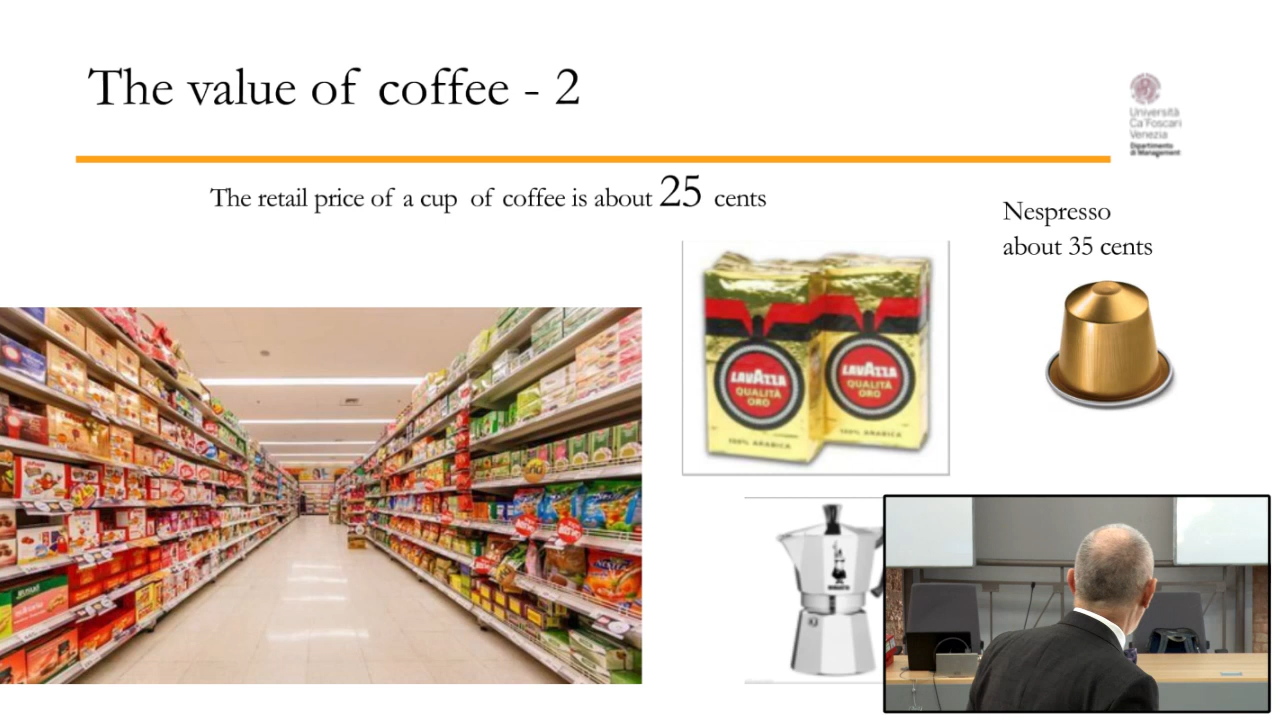 The value of coffee - 2
Università
Ca'Foscari
Venezia
Dipartimento
di Management
The retail price of a cup of coffee is about 25 cents
Nespresso
about 35 cents
LAVAZZA
QUALITÀ
ORO
100% ARABICA
LAVAZZA
QUALITÀ
ORO
100% ARABICA